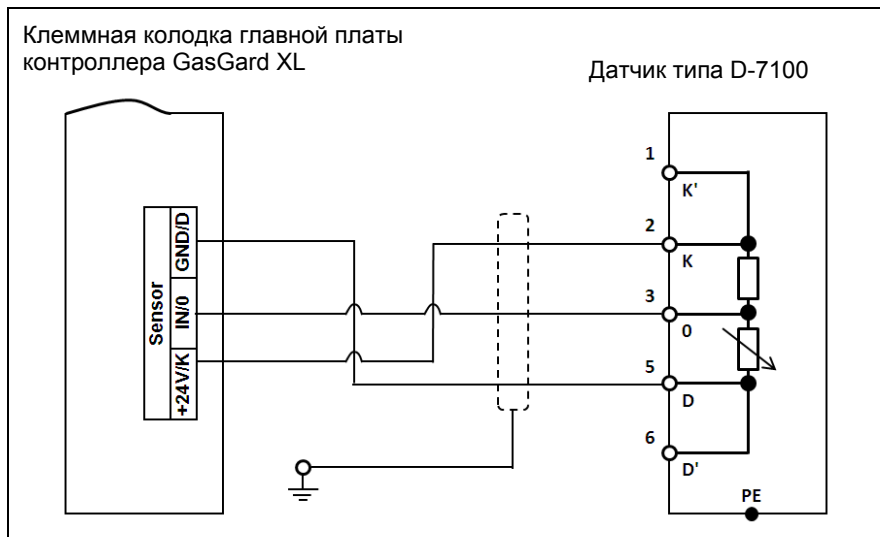 Клеммная колодка главной платы
контроллера GasGard XL
Датчик типа D-7100
Sensor
GND/D
IN/0
+24V/K
1
K'
2
K
3
0
5
D
6
D'
PE